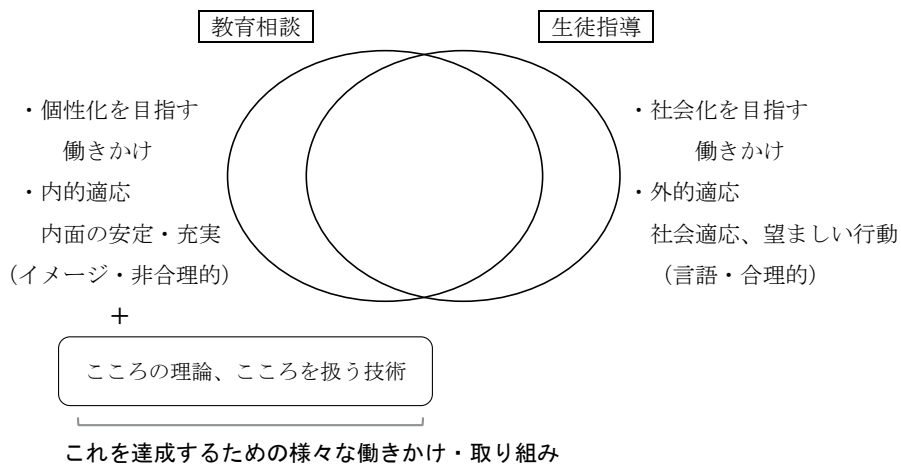 教育相談
生徒指導
・個性化を目指す
働きかけ
・内的適応
内面の安定・充実
(イメージ・非合理的)
・社会化を目指す
働きかけ
・外的適応
社会適応、望ましい行動
(言語・合理的)
＋
こころの理論、こころを扱う技術
これを達成するための様々な働きかけ・取り組み